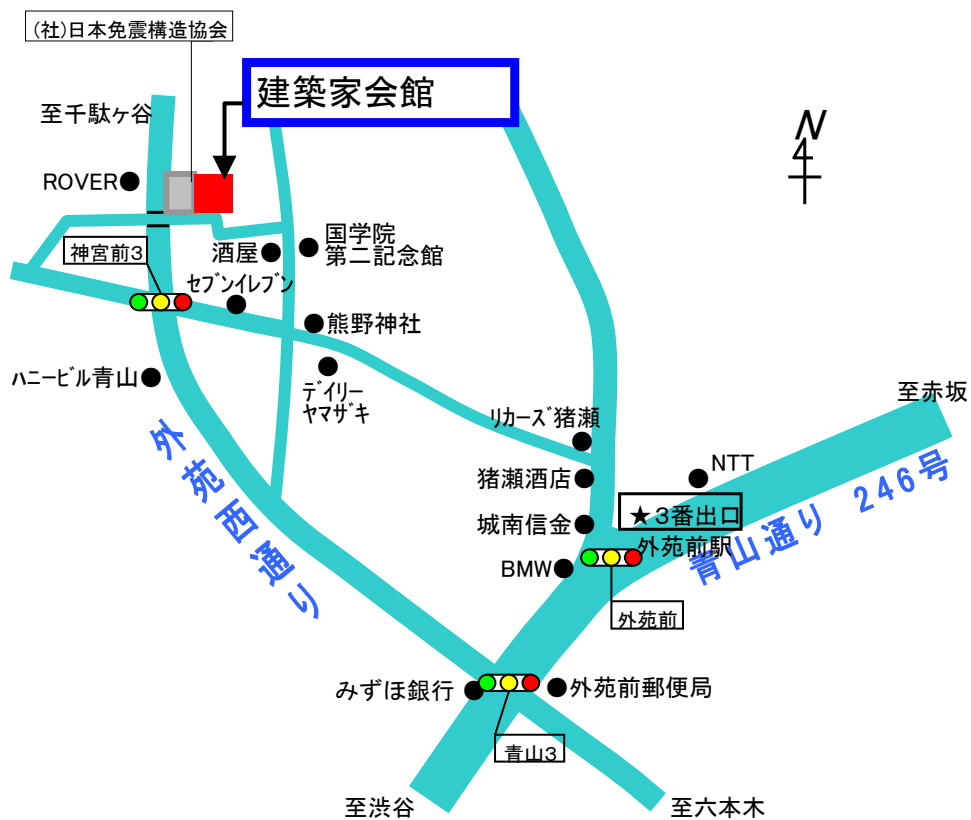 (社)日本免震構造協会
建築家会館
至千駄ヶ谷
N
ROVER
神宮前3
酒屋
国学院
第二記念館
ｾﾌﾞﾝｲﾚﾌﾞﾝ
熊野神社
ﾊﾆｰﾋﾞﾙ青山
ﾃﾞｲﾘｰ
ﾔﾏｻﾞｷ
至赤坂
ﾘｶｰｽﾞ猪瀬
外苑西通り
NTT
猪瀬酒店
★3番出口
城南信金
外苑前駅
青山通り 246号
BMW
外苑前
みずほ銀行
外苑前郵便局
青山3
至渋谷
至六本木